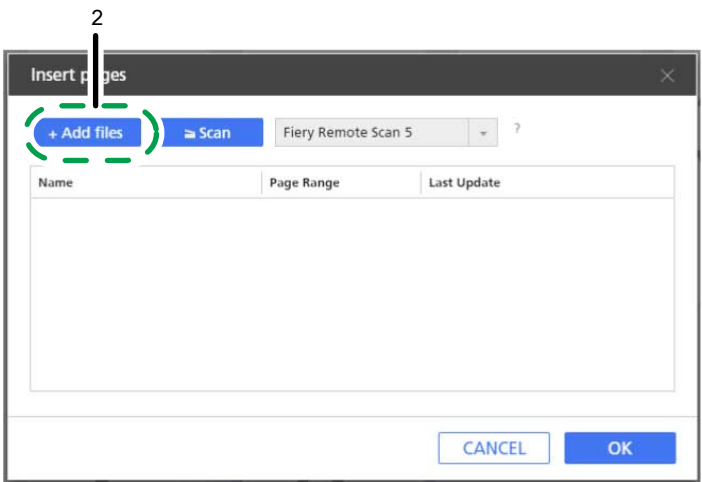 2
Insert pages
+ Add files Scan Fiery Remote Scan 5 ?
Name Page Range Last Update
CANCEL OK